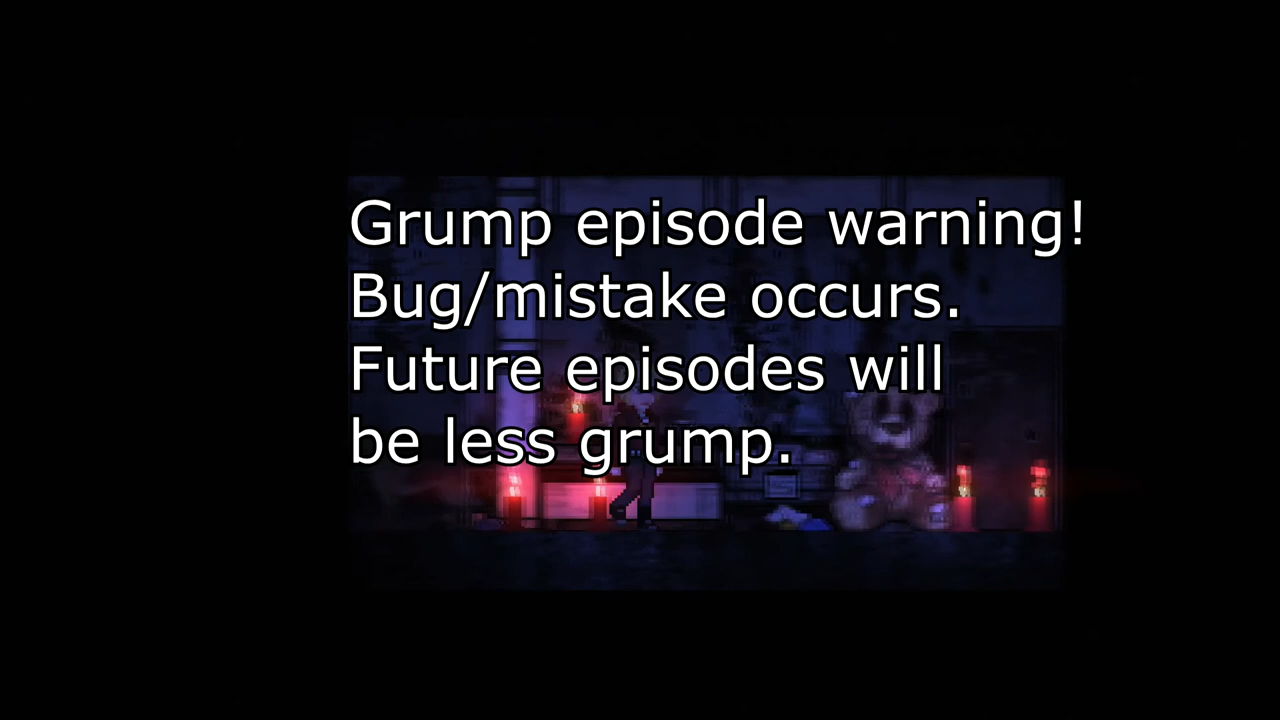 Grump episode warning!
Bug/mistake occurs.
Future episodes will
be less grump.